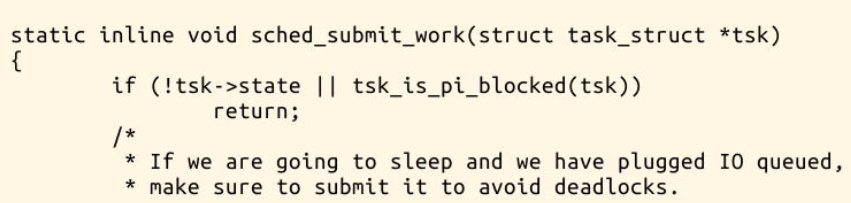 static inline void sched_submit_work(struct task_struct *tsk)
{
        if (!tsk->state || tsk_is_pi_blocked(tsk))
                return;
        /*
         * If we are going to sleep and we have plugged IO queued,
         * make sure to submit it to avoid deadlocks.